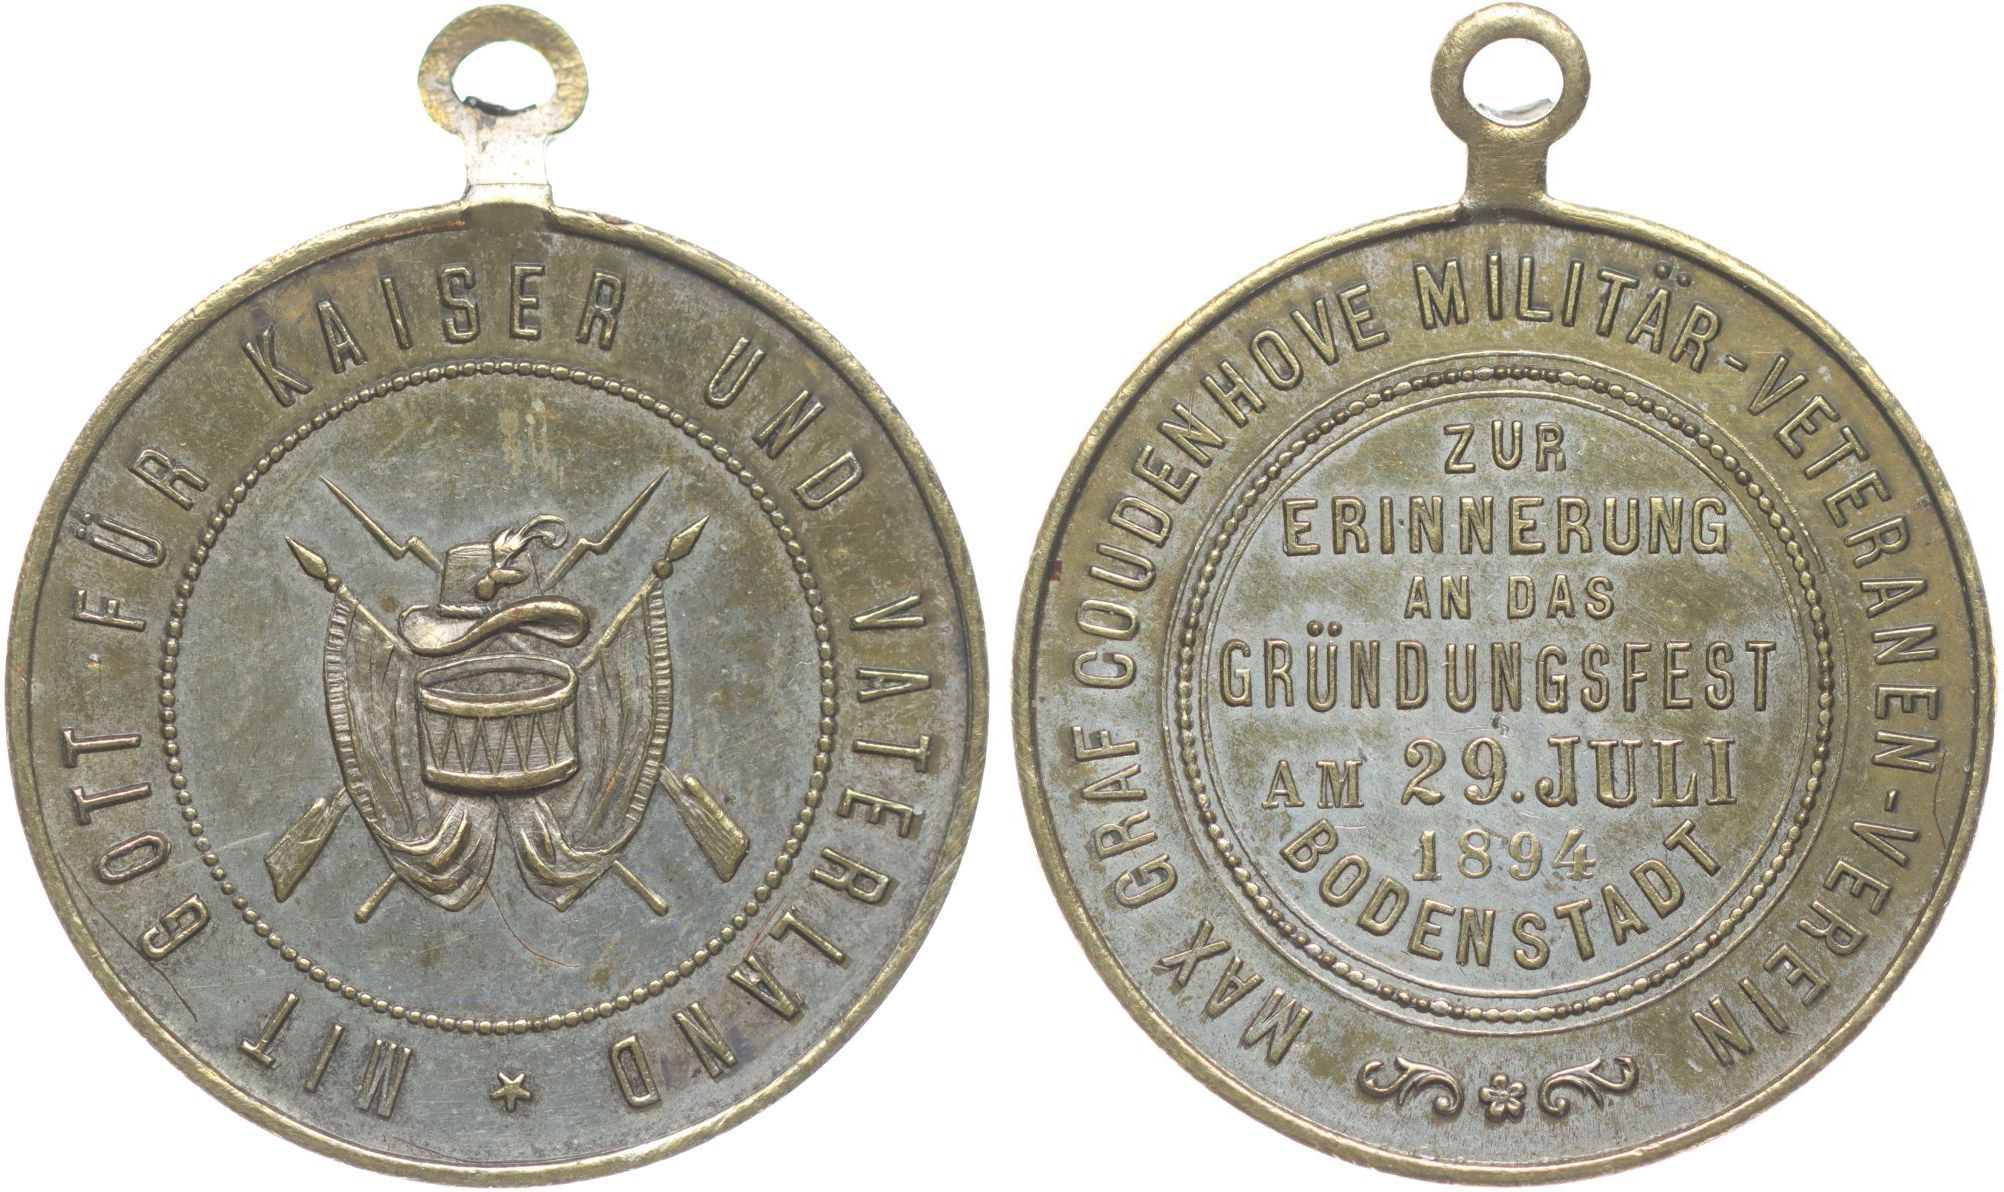 MIT GOTT FÜR KAISER UND VATERLAND
MAX GRAF COUDENHOVE MILITÄR-VETERANEN-VEREIN
ZUR
ERINNERUNG
AN DAS
GRÜNDUNGSFEST
AM 29. JULI
1894
BODENSTADT